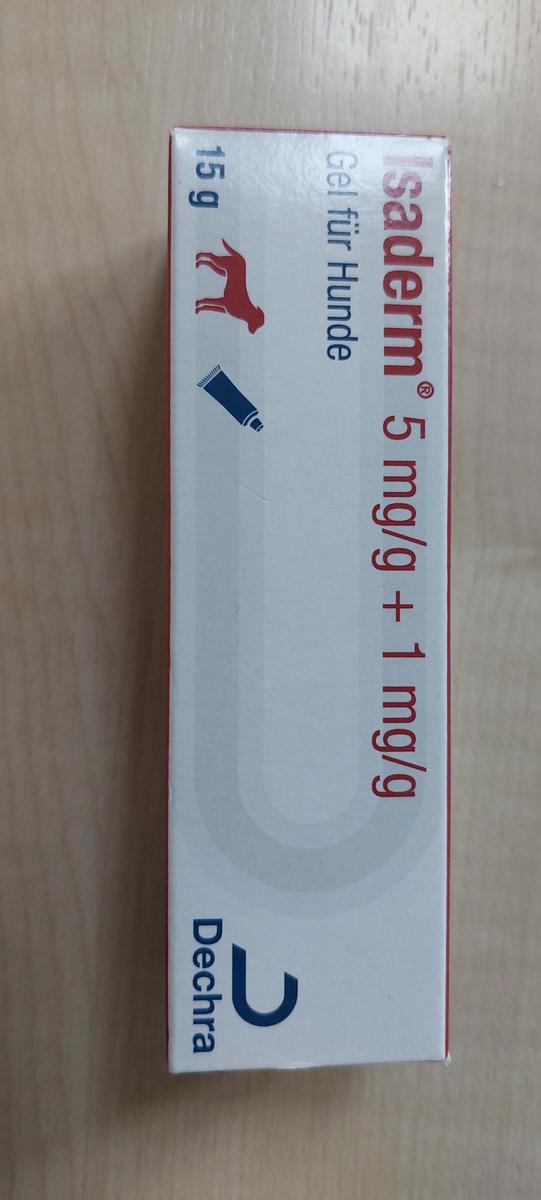 Isaderm® 5 mg/g + 1 mg/g
Gel für Hunde
15 g
Dechra